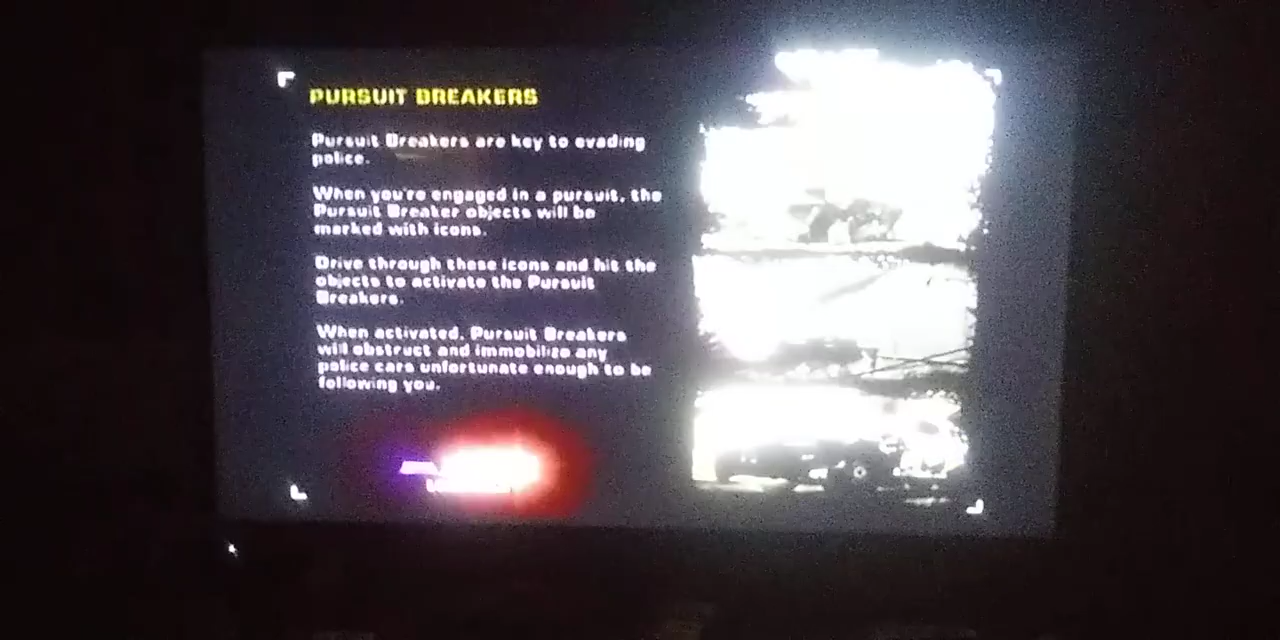 PURSUIT BREAKERS
Pursuit Breakers are key to evading
police.
When you're engaged in a pursuit, the
Pursuit Breaker objects will be
marked with icons.
Drive through these icons and hit the
objects to activate the Pursuit
Breakers.
When activated, Pursuit Breakers
will obstruct and immobilize any
police cars unfortunate enough to be
following you.